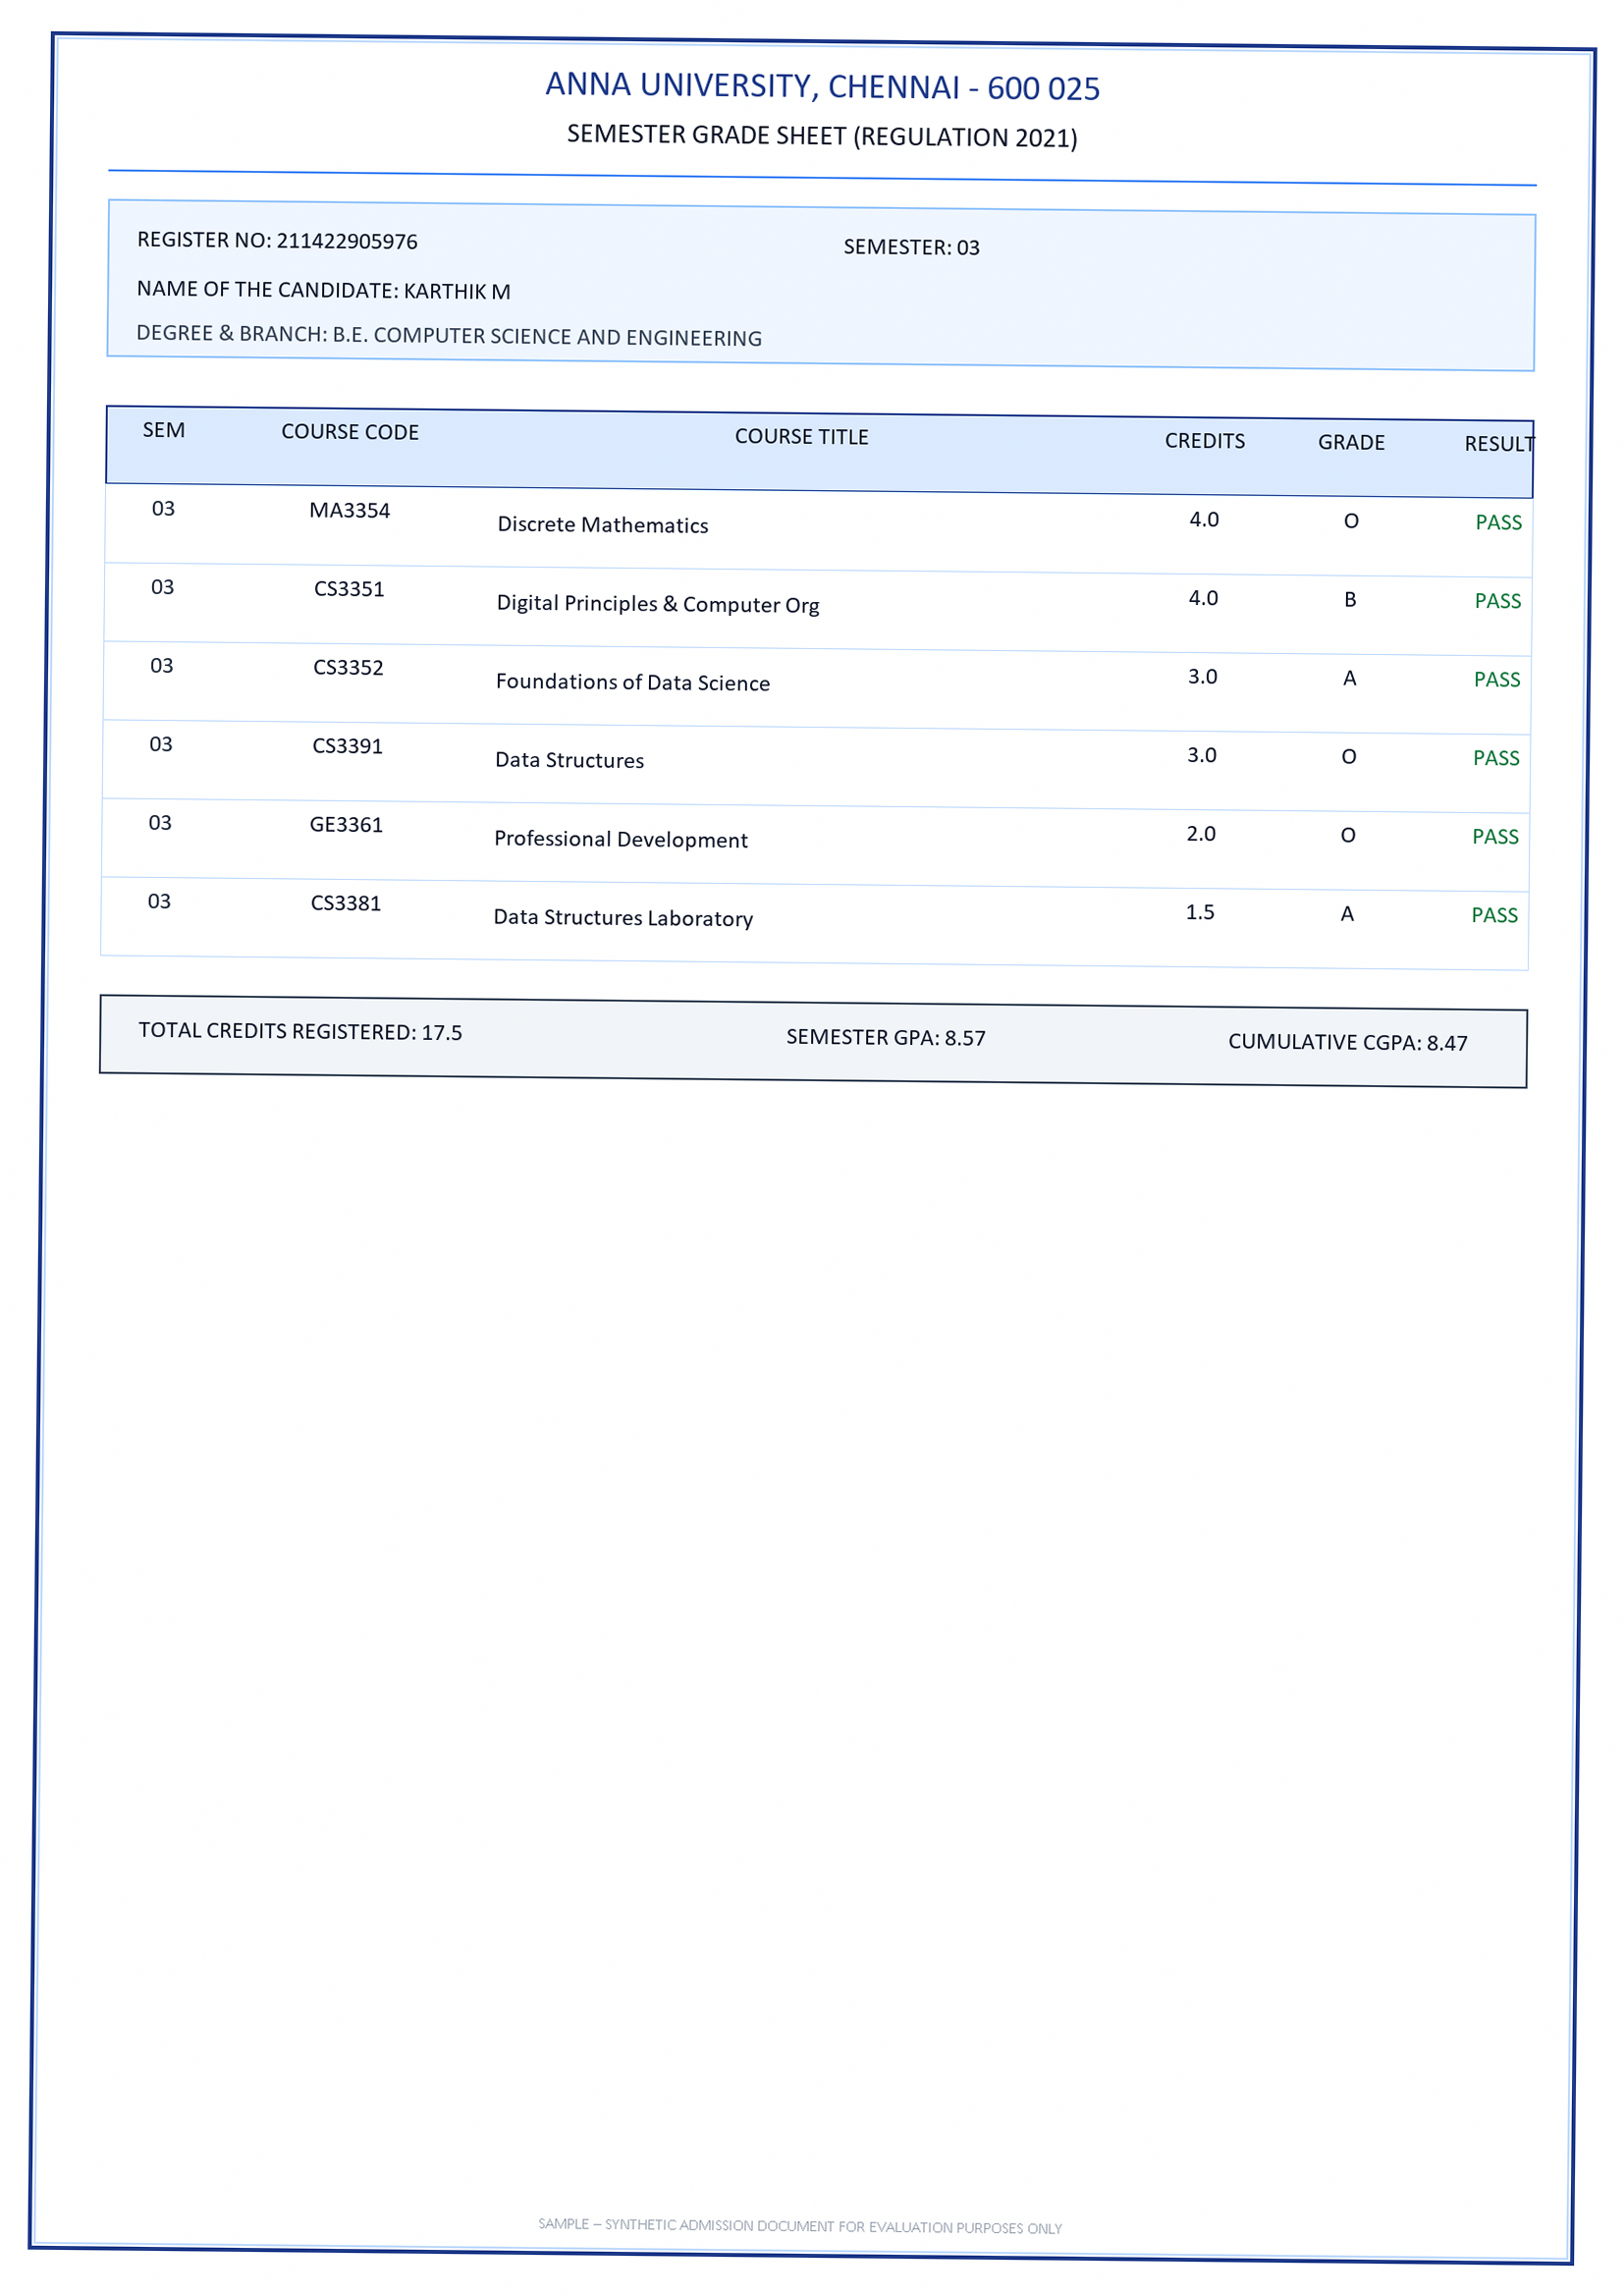 ANNA UNIVERSITY, CHENNAI - 600 025
SEMESTER GRADE SHEET (REGULATION 2021)
REGISTER NO: 211422905976 SEMESTER: 03
NAME OF THE CANDIDATE: KARTHIK M
DEGREE & BRANCH: B.E. COMPUTER SCIENCE AND ENGINEERING
SEM COURSE CODE COURSE TITLE CREDITS GRADE RESULT
03 MA3354 Discrete Mathematics 4.0 O PASS
03 CS3351 Digital Principles & Computer Org 4.0 B PASS
03 CS3352 Foundations of Data Science 3.0 A PASS
03 CS3391 Data Structures 3.0 O PASS
03 GE3361 Professional Development 2.0 O PASS
03 CS3381 Data Structures Laboratory 1.5 A PASS
TOTAL CREDITS REGISTERED: 17.5 SEMESTER GPA: 8.57 CUMULATIVE CGPA: 8.47
SAMPLE – SYNTHETIC ADMISSION DOCUMENT FOR EVALUATION PURPOSES ONLY